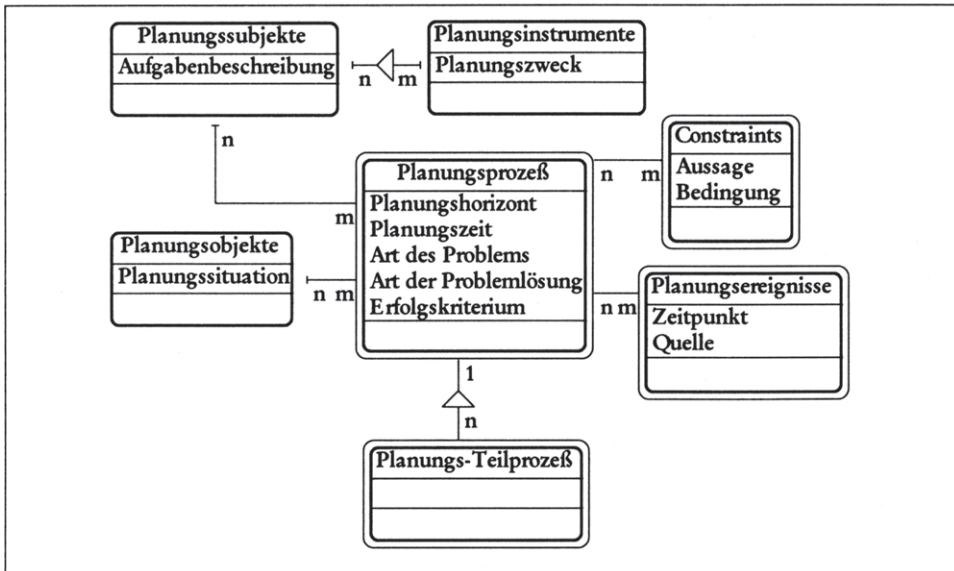 Planungssubjekte
Aufgabenbeschreibung
n
m
Planungsinstrumente
Planungszweck
n
Constraints
Aussage
Bedingung
n
m
Planungsprozeß
Planungshorizont
Planungszeit
Art des Problems
Art der Problemlösung
Erfolgskriterium
m
Planungsobjekte
Planungssituation
n
m
Planungsereignisse
Zeitpunkt
Quelle
n
m
1
n
Planungs-Teilprozeß